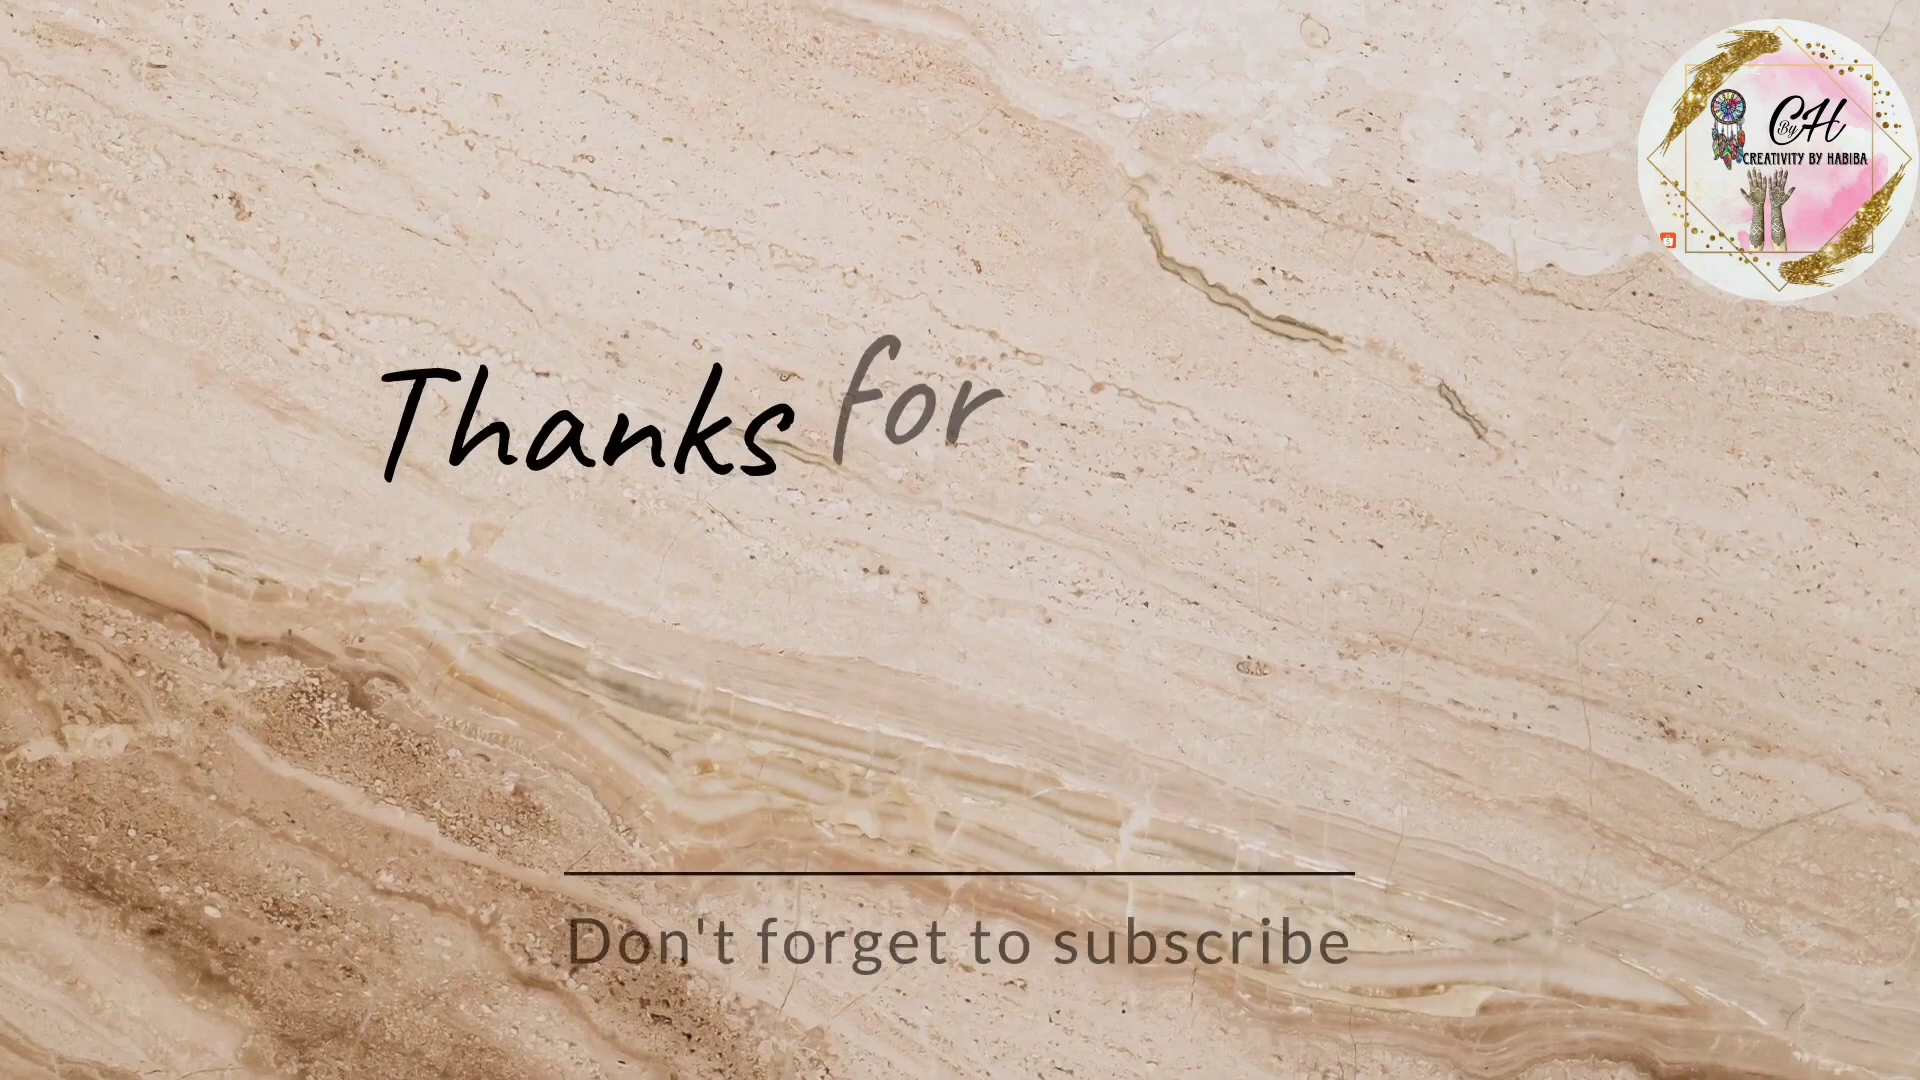 CH
By
CREATIVITY BY HABIBA
Thanks for
Don't forget to subscribe